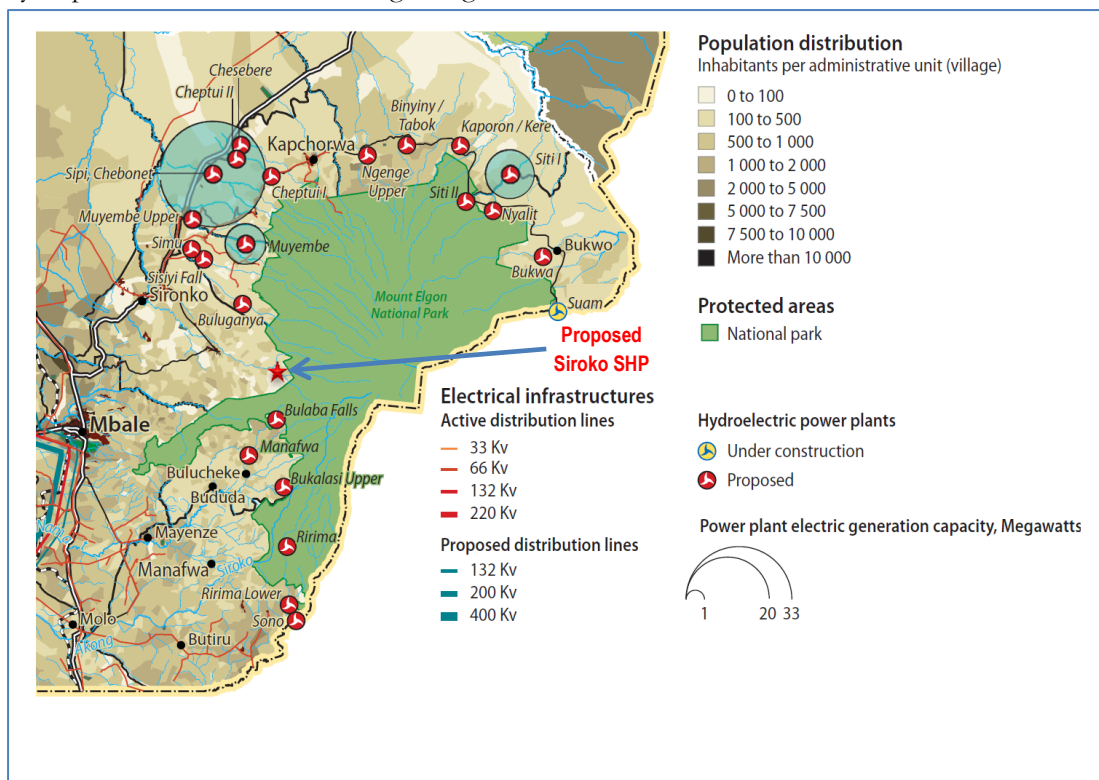 Chesebere
Cheptui II
Binyiny /
Tabok
Kaporon / Kere
Kapchorwa
Siti I
Sipi, Chebonet
Cheptui I
Ngenge
Upper
Siti II
Nyalit
Muyembe Upper
Simu
Muyembe
Bukwo
Bukwa
Sisiyi Fall
Sironko
Mount Elgon
National Park
Suam
Buluganya
Proposed
Siroko SHP
Mbale
Bulaba Falls
Manafwa
Bulucheke
Bukalasi Upper
Bududa
Mayenze
Ririma
Manafwa
Siroko
Ririma Lower
Sono
Molo
Butiru
Akong
Population distribution
Inhabitants per administrative unit (village)
0 to 100
100 to 500
500 to 1 000
1 000 to 2 000
2 000 to 5 000
5 000 to 7 500
7 500 to 10 000
More than 10 000
Protected areas
National park
Electrical infrastructures
Active distribution lines
33 Kv
66 Kv
132 Kv
220 Kv
Proposed distribution lines
132 Kv
200 Kv
400 Kv
Hydroelectric power plants
Under construction
Proposed
Power plant electric generation capacity, Megawatts
1 20 33